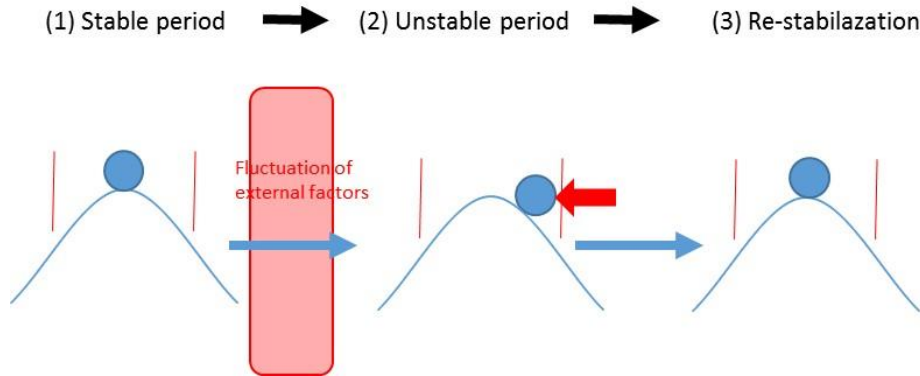 (1) Stable period
(2) Unstable period
(3) Re-stabilazation
Fluctuation of
external factors